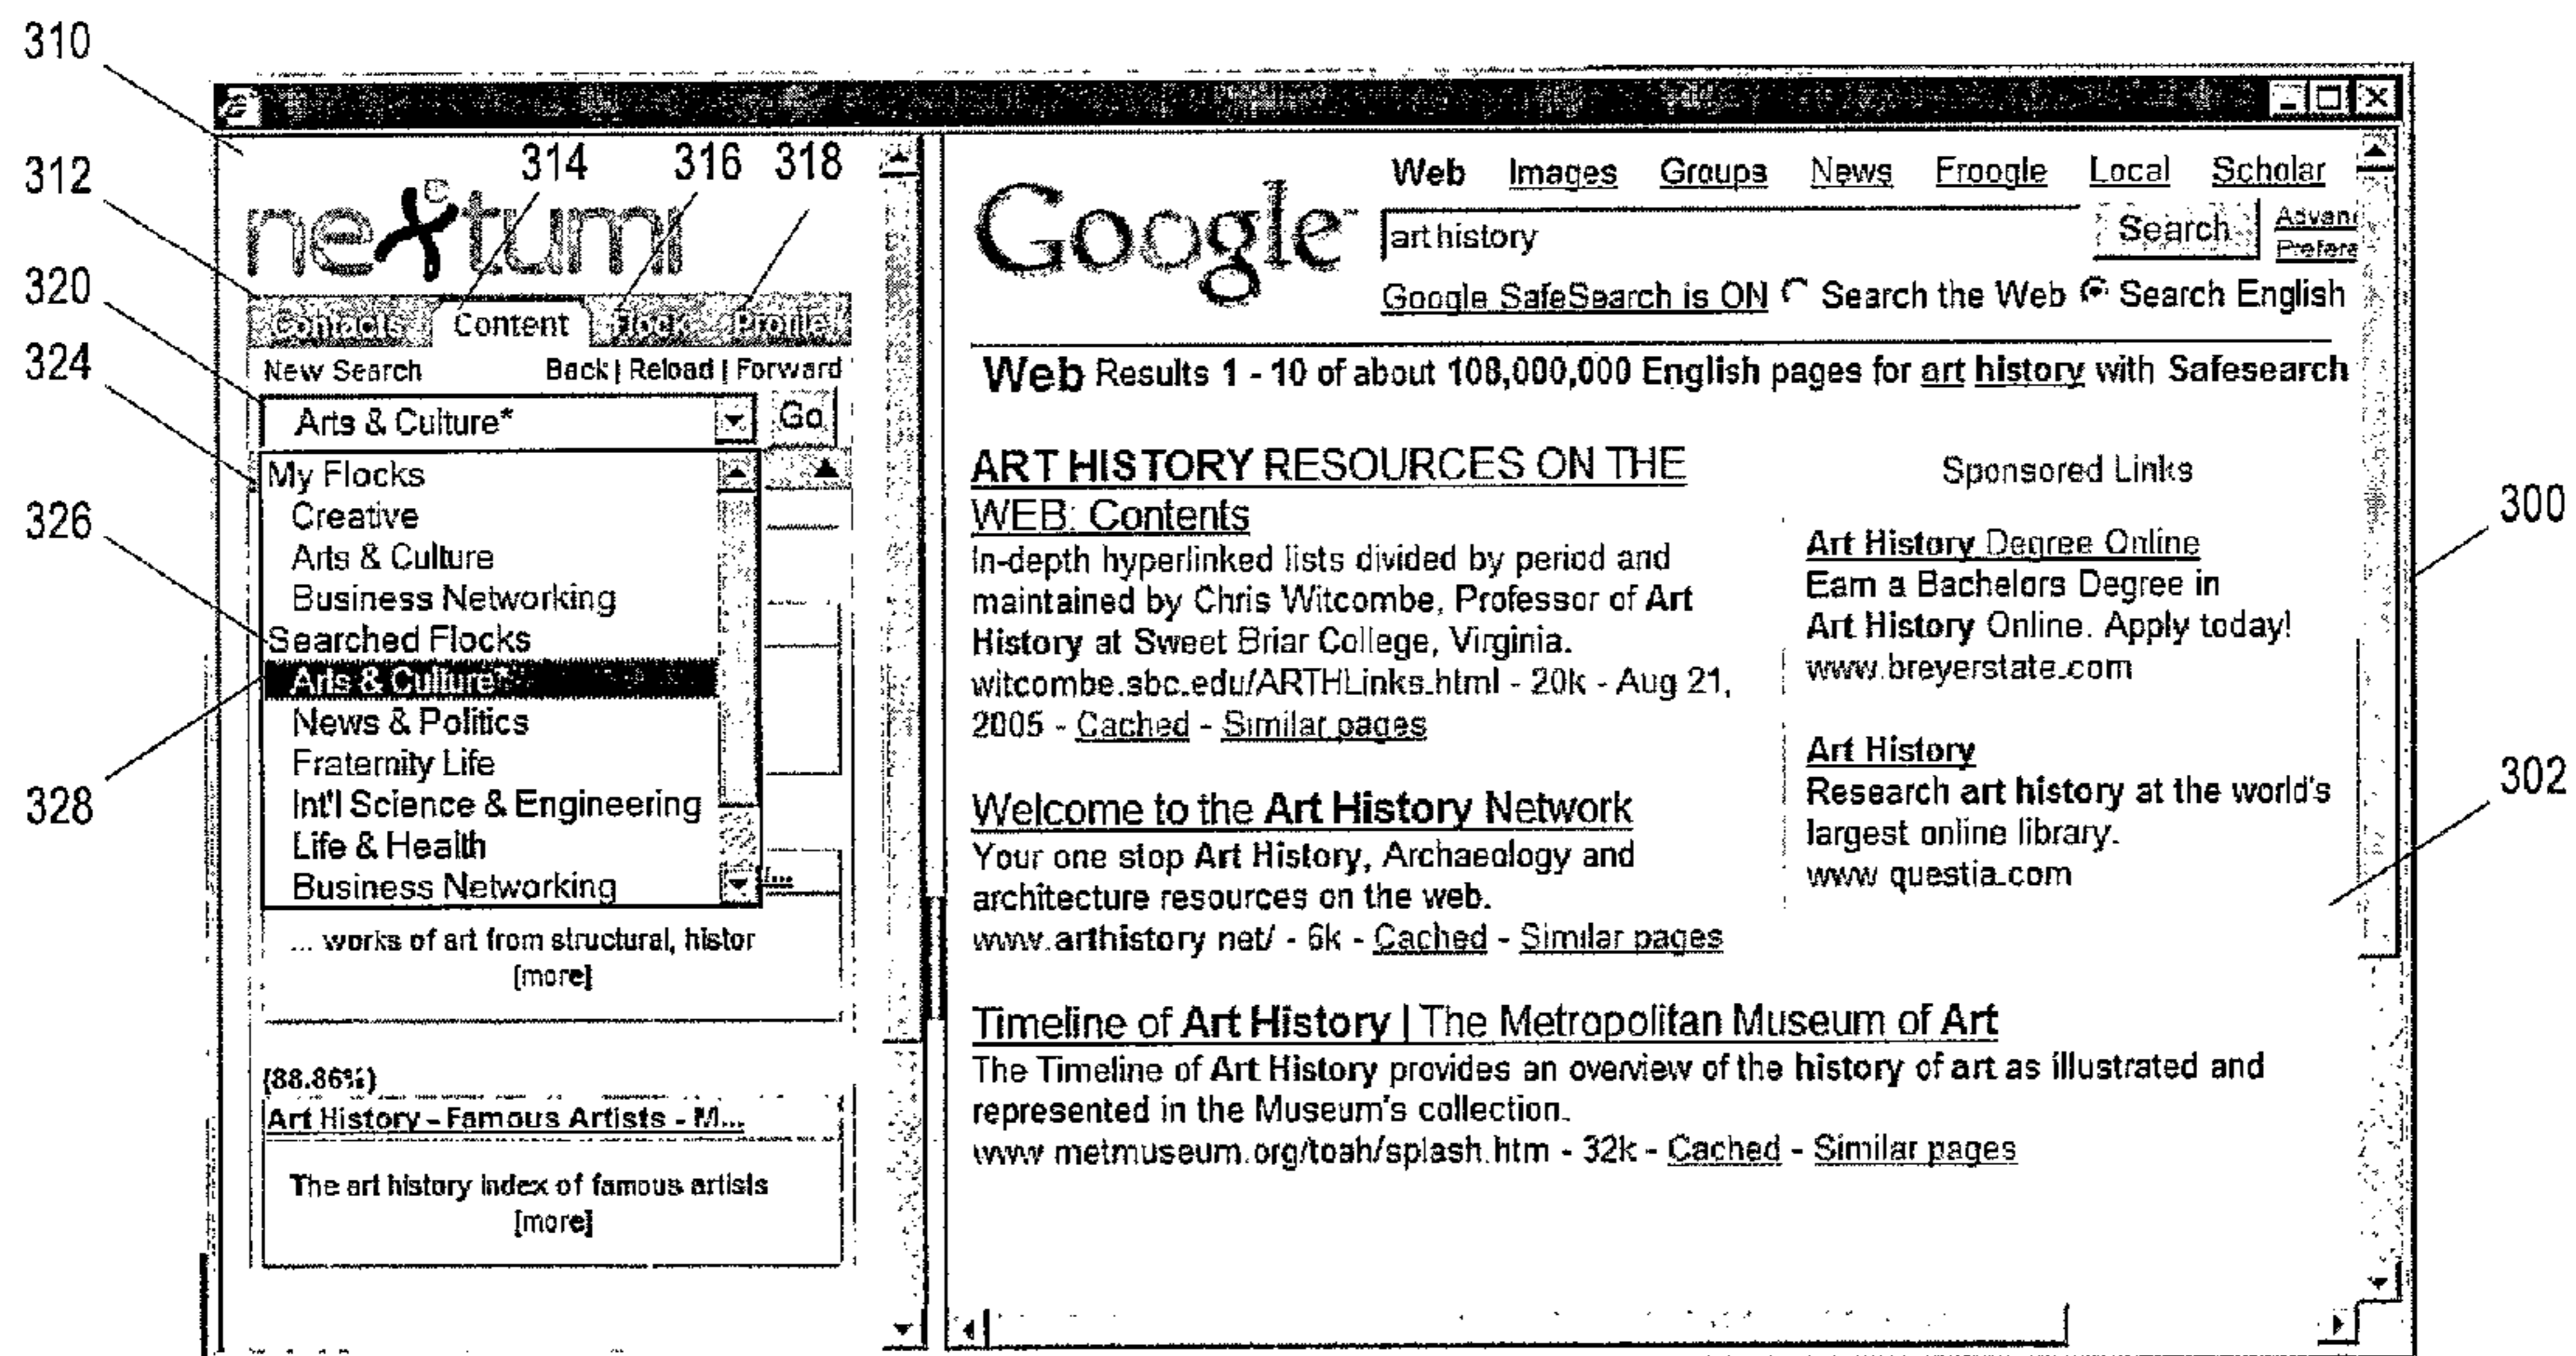 310
312
320
324
326
328
314 316 318
nextumi
Contacts Content Flock Profile
New Search Back | Reload | Forward
Arts & Culture* Go
My Flocks
Creative
Arts & Culture
Business Networking
Searched Flocks
Arts & Culture*
News & Politics
Fraternity Life
Int'l Science & Engineering
Life & Health
Business Networking
... works of art from structural, histor
[more]
(88.86%)
Art History - Famous Artists - M...
The art history index of famous artists
[more]
Web Images Groups News Froogle Local Scholar
Google
art history Search Advan
Prefere
Google SafeSearch is ON Search the Web Search English
Web Results 1 - 10 of about 108,000,000 English pages for art history with Safesearch
ART HISTORY RESOURCES ON THE
WEB: Contents
In-depth hyperlinked lists divided by period and
maintained by Chris Witcombe, Professor of Art
History at Sweet Briar College, Virginia.
witcombe.sbc.edu/ARTHLinks.html - 20k - Aug 21,
2005 - Cached - Similar pages
Welcome to the Art History Network
Your one stop Art History, Archaeology and
architecture resources on the web.
www.arthistory.net/ - 6k - Cached - Similar pages
Timeline of Art History | The Metropolitan Museum of Art
The Timeline of Art History provides an overview of the history of art as illustrated and
represented in the Museum's collection.
www.metmuseum.org/toah/splash.htm - 32k - Cached - Similar pages
Sponsored Links
Art History Degree Online
Earn a Bachelors Degree in
Art History Online. Apply today!
www.breyerstate.com
Art History
Research art history at the world's
largest online library.
www.questia.com
300
302